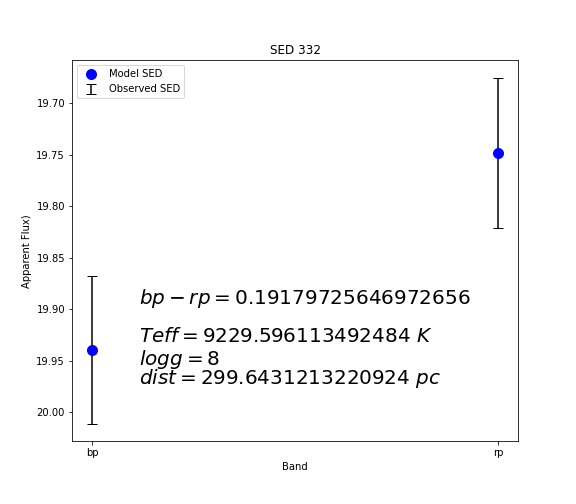 SED 332
Model SED
Observed SED
19.70
19.75
19.80
19.85
19.90
19.95
20.00
Apparent Flux)
bp − rp = 0.19179725646972656
Teff = 9229.596113492484 K
logg = 8
dist = 299.6431213220924 pc
bp
rp
Band